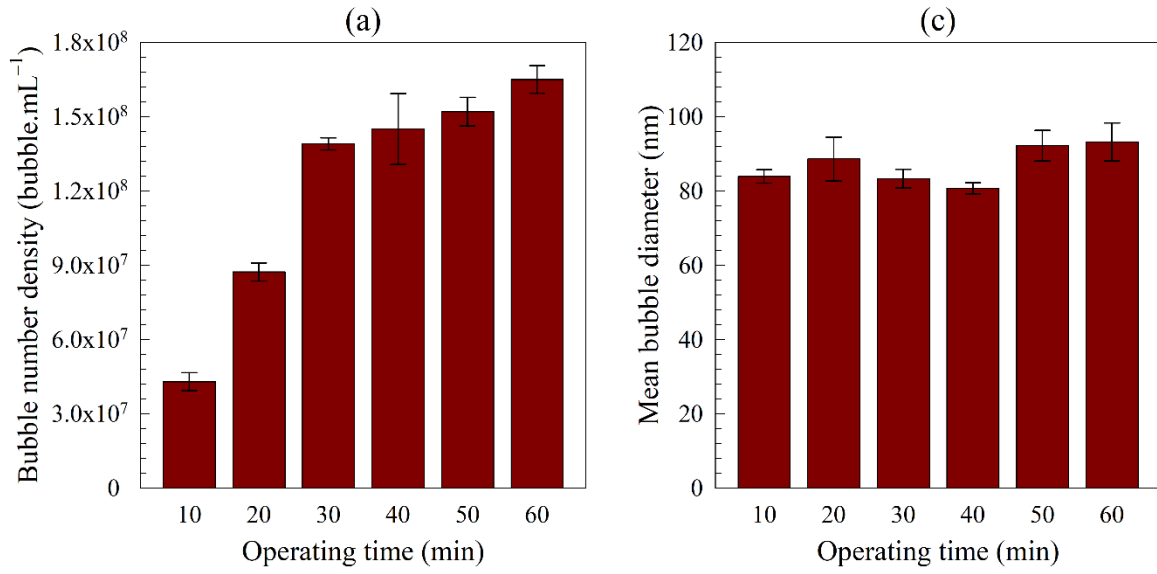 (a)
Bubble number density (bubble.mL⁻¹)
1.8x10⁸
1.5x10⁸
1.2x10⁸
9.0x10⁷
6.0x10⁷
3.0x10⁷
0
10 20 30 40 50 60
Operating time (min)
(c)
Mean bubble diameter (nm)
120
100
80
60
40
20
0
10 20 30 40 50 60
Operating time (min)